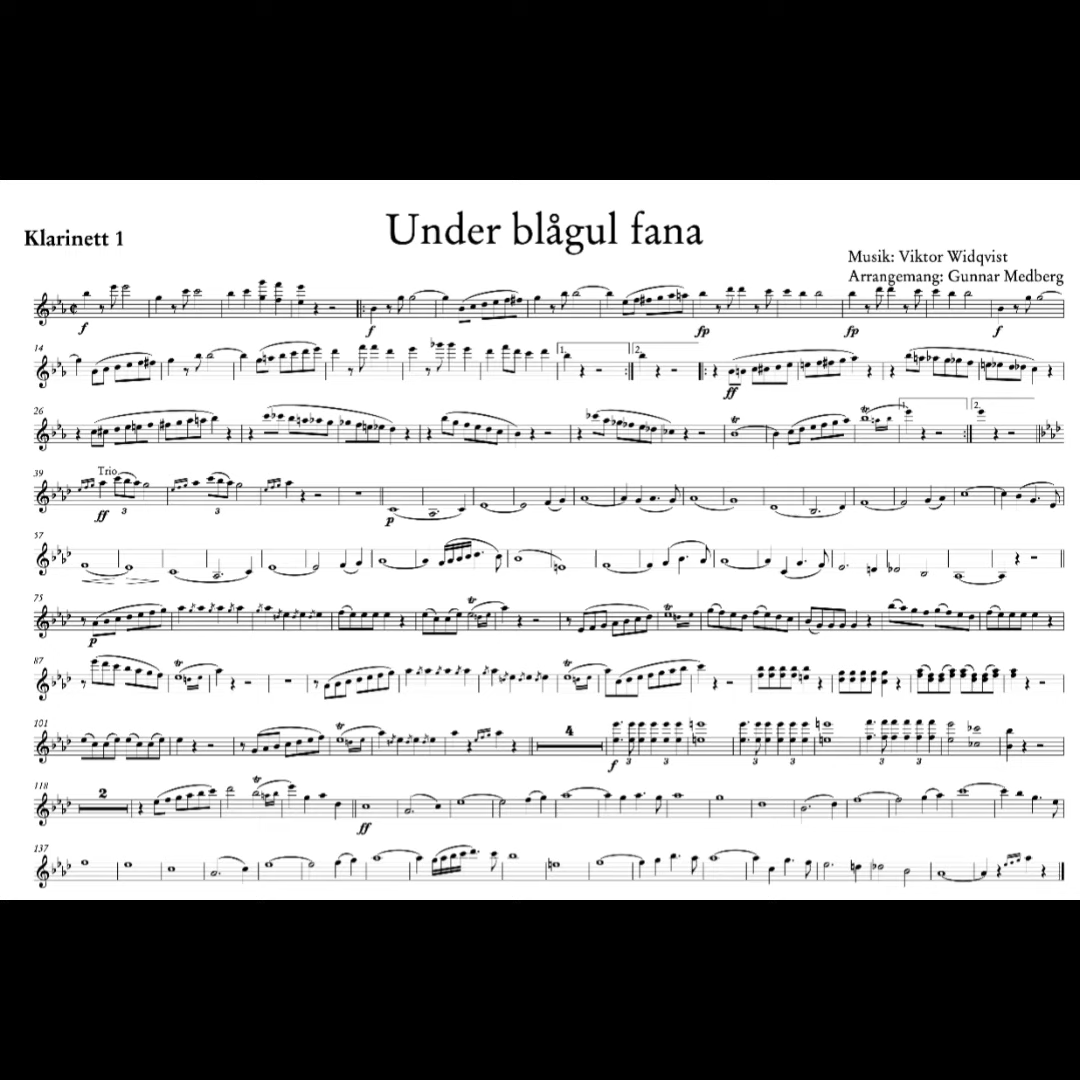 Under blågul fana
Klarinett 1
Musik: Viktor Widqvist
Arrangemang: Gunnar Medberg
f f fp fp f
14 1. 2.
ff
26 1. 2.
39 Trio
ff 3 3 p
57
75
p
87
101 4
f 3 3 3 3 3 3
118 2
ff
137